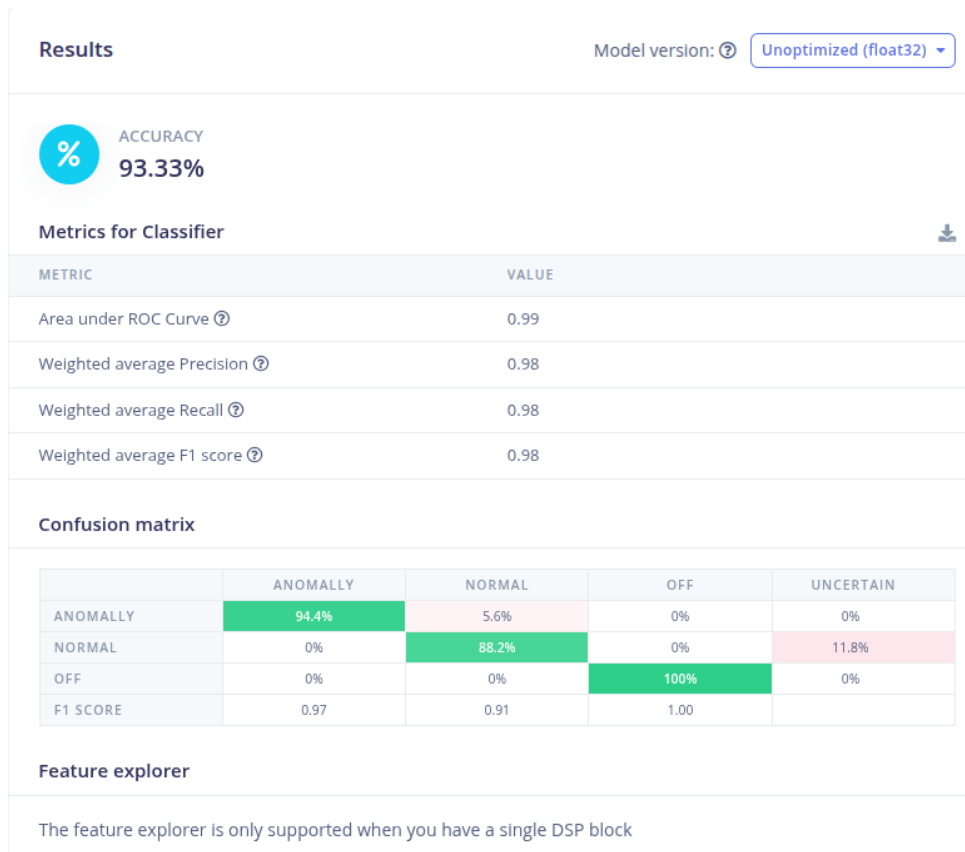 Results Model version: Unoptimized (float32)
%
ACCURACY
93.33%
Metrics for Classifier
METRIC VALUE
Area under ROC Curve ? 0.99
Weighted average Precision ? 0.98
Weighted average Recall ? 0.98
Weighted average F1 score ? 0.98
Confusion matrix
ANOMALLY NORMAL OFF UNCERTAIN
ANOMALLY 94.4% 5.6% 0% 0%
NORMAL 0% 88.2% 0% 11.8%
OFF 0% 0% 100% 0%
F1 SCORE 0.97 0.91 1.00
Feature explorer
The feature explorer is only supported when you have a single DSP block